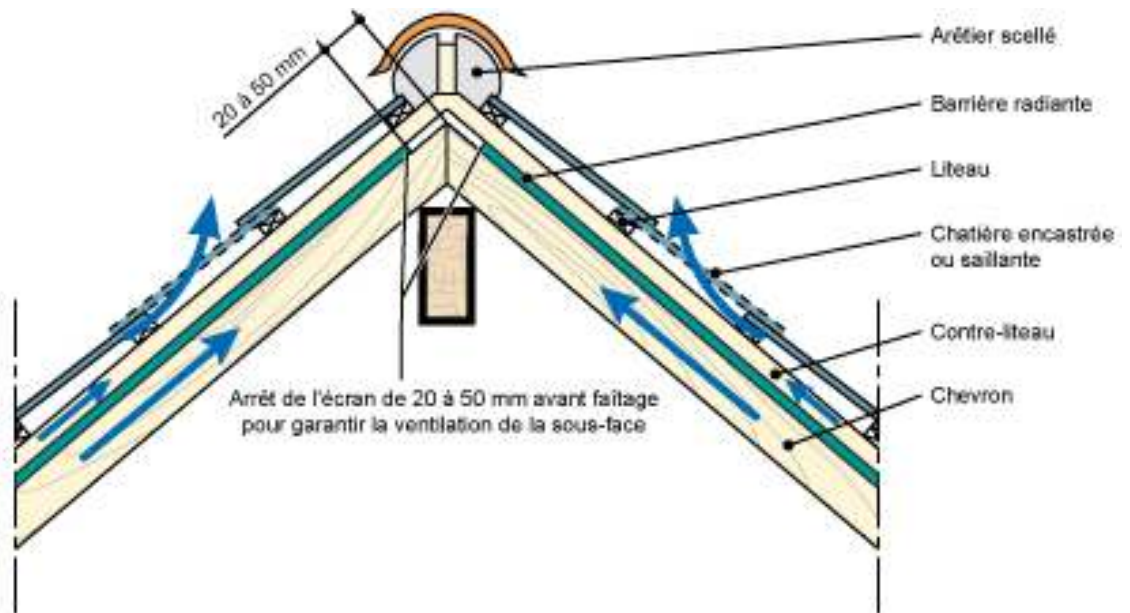 20 à 50 mm
Arêtier scellé
Barrière radiante
Liteau
Chatière encastrée
ou saillante
Contre-liteau
Chevron
Arrêt de l'écran de 20 à 50 mm avant faîtage
pour garantir la ventilation de la sous-face